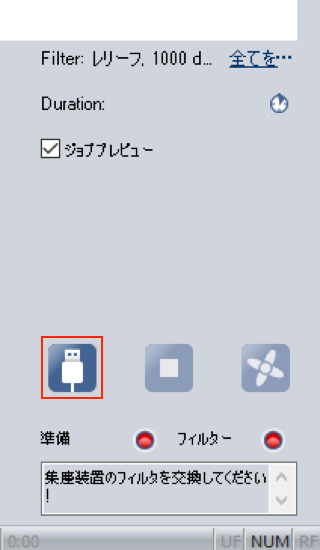 Filter: レリーフ, 1000 d... 全てを...
Duration:
ジョブプレビュー
準備 フィルター
集座装置のフィルタを交換してください
!
0:00 UF NUM RF